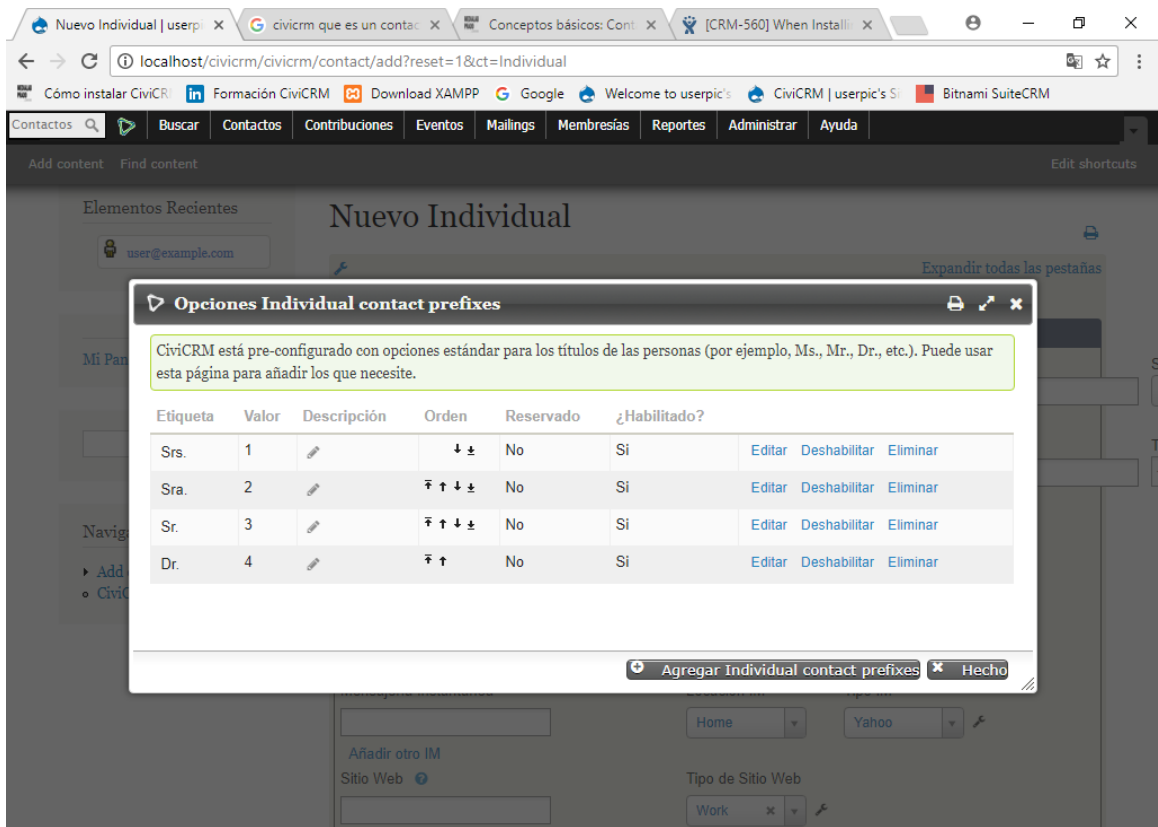 Nuevo Individual | userpi
civicrm que es un contac
Conceptos básicos: Cont
[CRM-560] When Installin
localhost/civicrm/civicrm/contact/add?reset=1&ct=Individual
Cómo instalar CiviCR
Formación CiviCRM
Download XAMPP
Google
Welcome to userpic's
CiviCRM | userpic's Si
Bitnami SuiteCRM
Contactos Buscar Contactos Contribuciones Eventos Mailings Membresías Reportes Administrar Ayuda
Add content Find content Edit shortcuts
Elementos Recientes
Nuevo Individual
user@example.com
Expandir todas las pestañas
Opciones Individual contact prefixes
Mi Pan
CiviCRM está pre-configurado con opciones estándar para los títulos de las personas (por ejemplo, Ms., Mr., Dr., etc.). Puede usar
esta página para añadir los que necesite.
Etiqueta Valor Descripción Orden Reservado ¿Habilitado?
Srs. 1 No Si Editar Deshabilitar Eliminar
Sra. 2 No Si Editar Deshabilitar Eliminar
Sr. 3 No Si Editar Deshabilitar Eliminar
Dr. 4 No Si Editar Deshabilitar Eliminar
Naviga
Add
CiviC
Agregar Individual contact prefixes Hecho
Home Yahoo
Añadir otro IM
Sitio Web Tipo de Sitio Web
Work